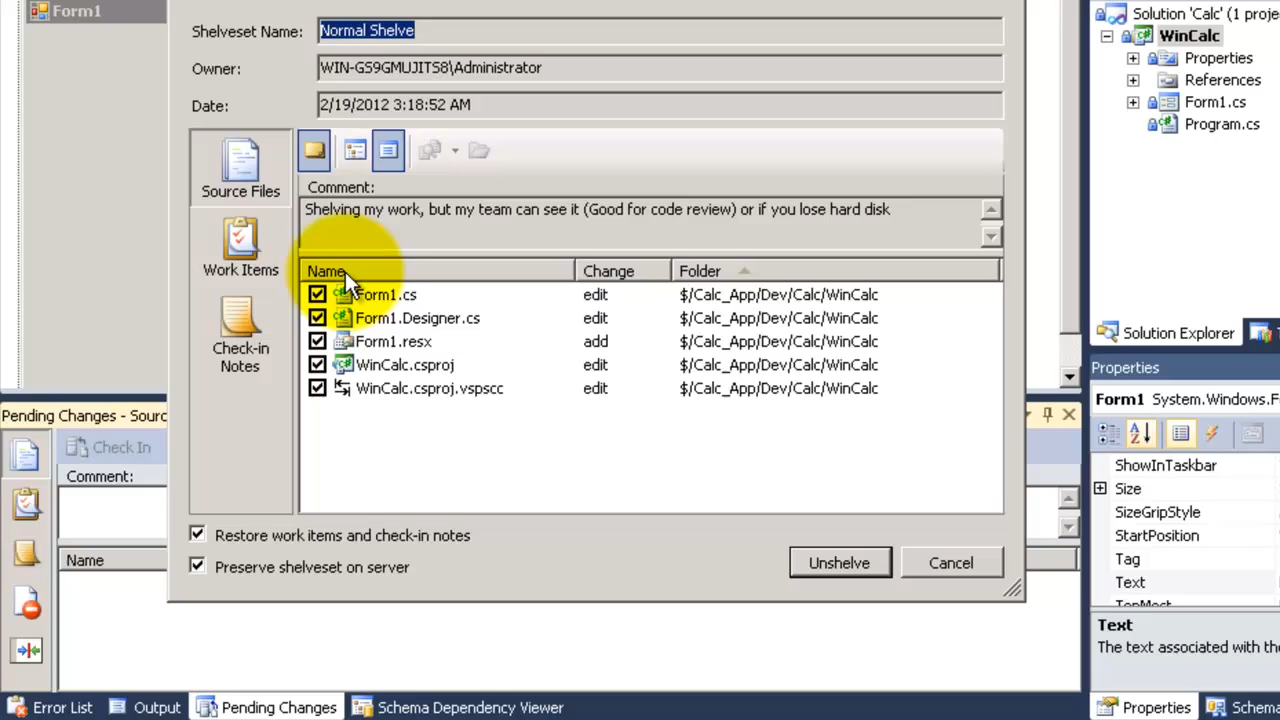 Form1
Shelveset Name: Normal Shelve
Owner: WIN-GS9GMUJITS8\Administrator
Date: 2/19/2012 3:18:52 AM
Source Files
Work Items
Check-in
Notes
Comment:
Shelving my work, but my team can see it (Good for code review) or if you lose hard disk
Name Change Folder
Form1.cs edit $/Calc_App/Dev/Calc/WinCalc
Form1.Designer.cs edit $/Calc_App/Dev/Calc/WinCalc
Form1.resx add $/Calc_App/Dev/Calc/WinCalc
WinCalc.csproj edit $/Calc_App/Dev/Calc/WinCalc
WinCalc.csproj.vspscc edit $/Calc_App/Dev/Calc/WinCalc
Restore work items and check-in notes
Preserve shelveset on server
Unshelve Cancel
Pending Changes - Sourc
Check In
Comment:
Name
Error List Output Pending Changes Schema Dependency Viewer
Solution 'Calc' (1 proje
WinCalc
Properties
References
Form1.cs
Program.cs
Solution Explorer
Properties
Form1 System.Windows.F
ShowInTaskbar
Size
SizeGripStyle
StartPosition
Tag
Text
TopMost
Text
The text associated with the
Properties Schema